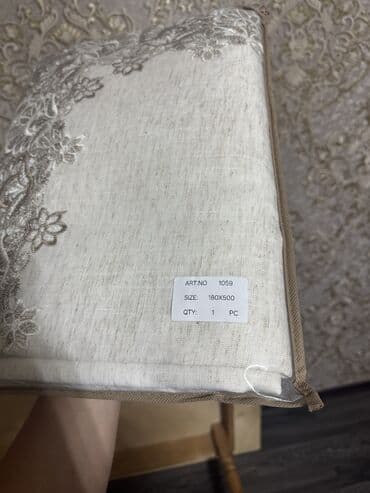 ART.NO 1059
SIZE: 180X500
QTY: 1 PC